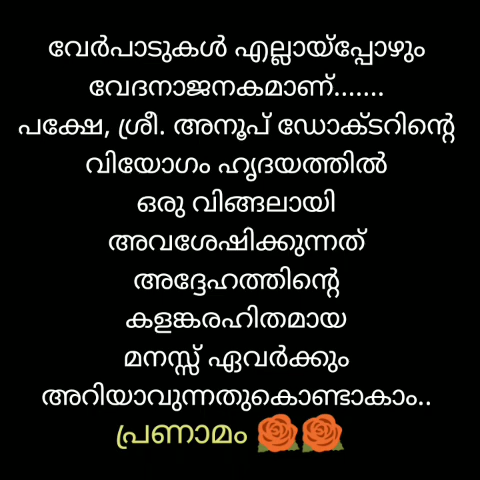 വേർപാടുകൾ എല്ലായ്പ്പോഴും
വേദനാജനകമാണ്.......
പക്ഷേ, ശ്രീ. അനൂപ് ഡോക്ടറിന്റെ
വിയോഗം ഹൃദയത്തിൽ
ഒരു വിങ്ങലായി
അവശേഷിക്കുന്നത്
അദ്ദേഹത്തിന്റെ
കളങ്കരഹിതമായ
മനസ്സ് ഏവർക്കും
അറിയാവുന്നതുകൊണ്ടാകാം..
പ്രണാമം 🌹🌹